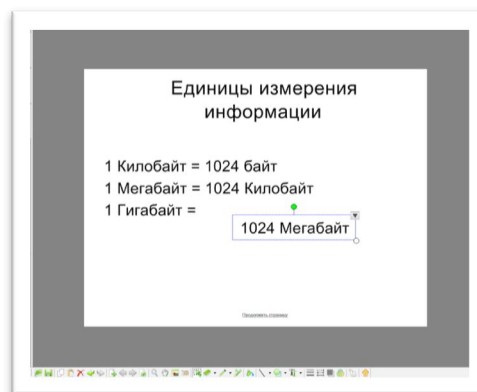 Единицы измерения
информации
1 Килобайт = 1024 байт
1 Мегабайт = 1024 Килобайт
1 Гигабайт =
1024 Мегабайт